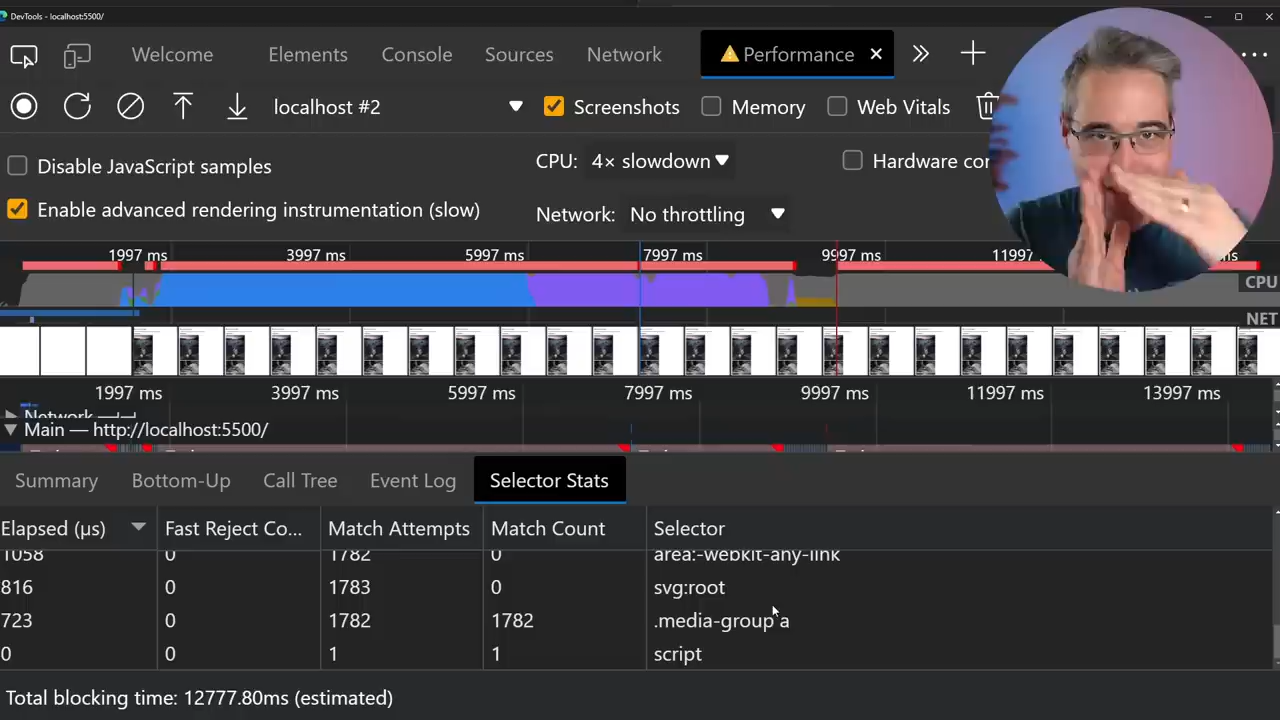 DevTools - localhost:5500/
Welcome Elements Console Sources Network Performance
localhost #2 Screenshots Memory Web Vitals
Disable JavaScript samples CPU: 4× slowdown Hardware con
Enable advanced rendering instrumentation (slow) Network: No throttling
1997 ms 3997 ms 5997 ms 7997 ms 9997 ms 11997 ms
CPU
NET
1997 ms 3997 ms 5997 ms 7997 ms 9997 ms 11997 ms 13997 ms
Network
Main — http://localhost:5500/
Summary Bottom-Up Call Tree Event Log Selector Stats
Elapsed (µs) Fast Reject Co... Match Attempts Match Count Selector
1058 0 1782 0 area:-webkit-any-link
816 0 1783 0 svg:root
723 0 1782 1782 .media-group a
0 0 1 1 script
Total blocking time: 12777.80ms (estimated)